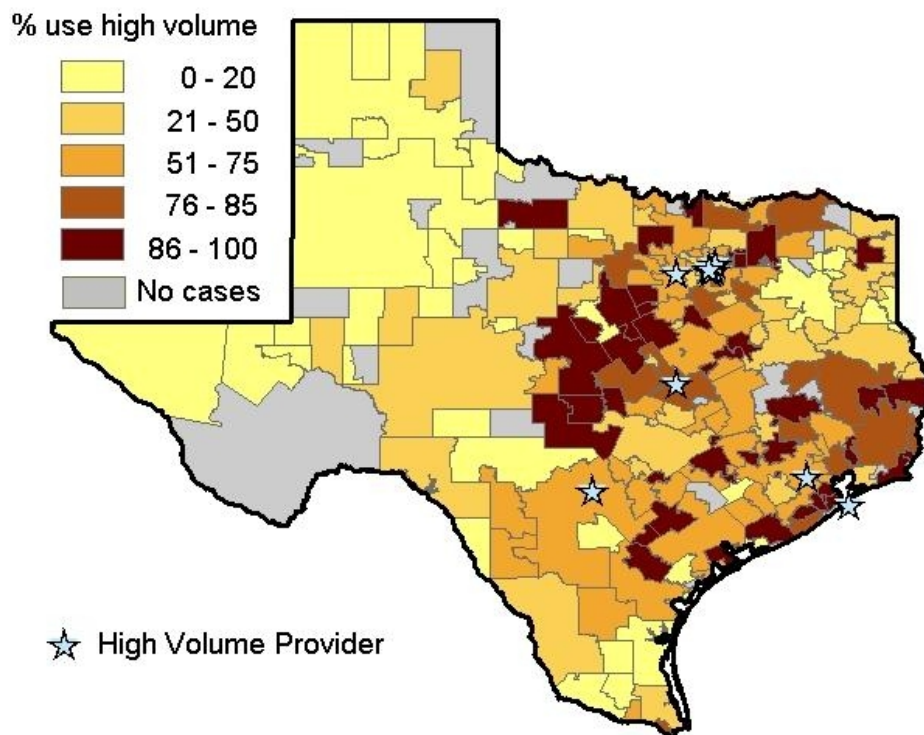 % use high volume
0 - 20
21 - 50
51 - 75
76 - 85
86 - 100
No cases
High Volume Provider